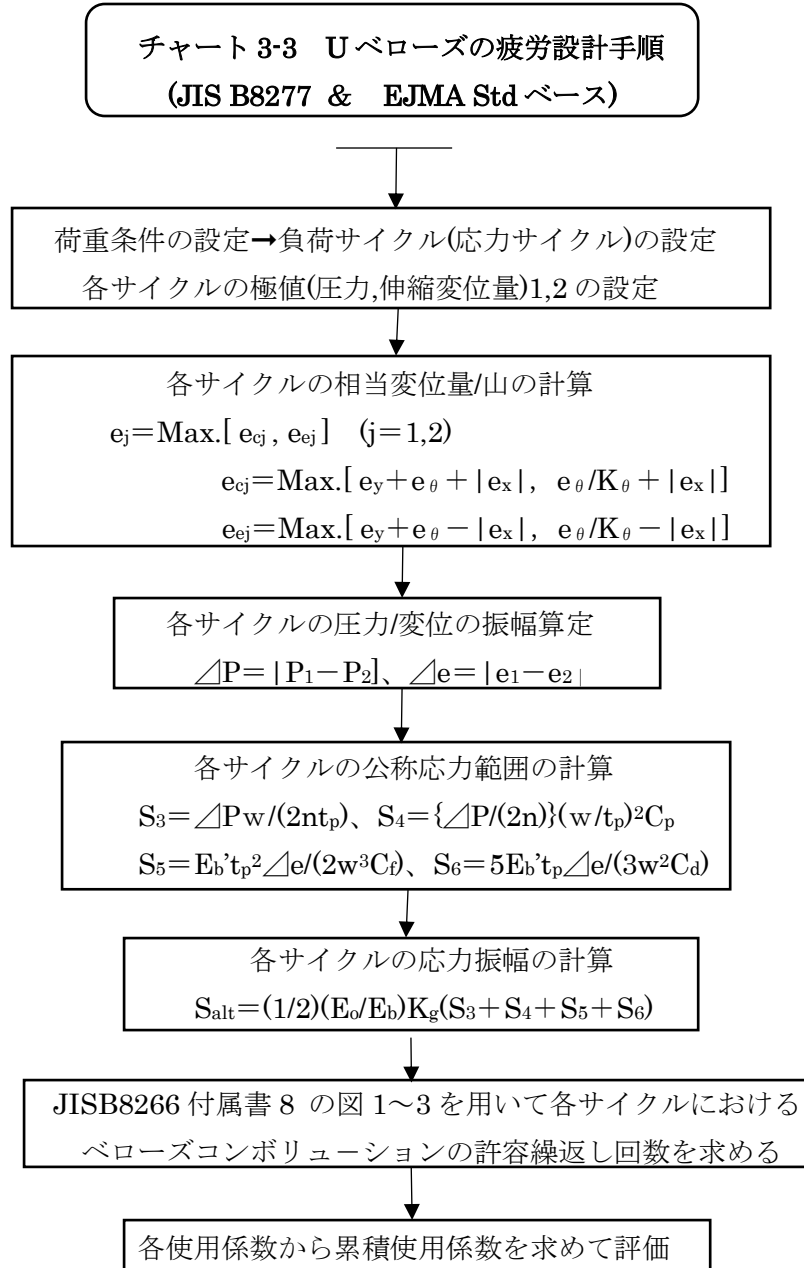 チャート 3-3　U ベローズの疲労設計手順
(JIS B8277 ＆　EJMA Std ベース)
荷重条件の設定→負荷サイクル(応力サイクル)の設定
各サイクルの極値(圧力,伸縮変位量)1,2 の設定
各サイクルの相当変位量/山の計算
ej＝Max.[ ecj , eej ]　(j＝1,2)
ecj＝Max.[ ey＋eθ＋|ex|,  eθ/Kθ＋|ex|]
eej＝Max.[ ey＋eθ－|ex|,  eθ/Kθ－|ex|]
各サイクルの圧力/変位の振幅算定
⊿P＝|P1－P2]、⊿e＝|e1－e2|
各サイクルの公称応力範囲の計算
S3＝⊿Pｗ/(2ntp)、S4＝{⊿P/(2n)}(w/tp)2Cp
S5＝Eb’tp2⊿e/(2w3Cf)、S6＝5Eb’tp⊿e/(3w2Cd)
各サイクルの応力振幅の計算
Salt＝(1/2)(Eo/Eb)Kg(S3＋S4＋S5＋S6)
JISB8266 付属書 8 の図 1～3 を用いて各サイクルにおける
ベローズコンボリュ－ションの許容繰返し回数を求める
各使用係数から累積使用係数を求めて評価